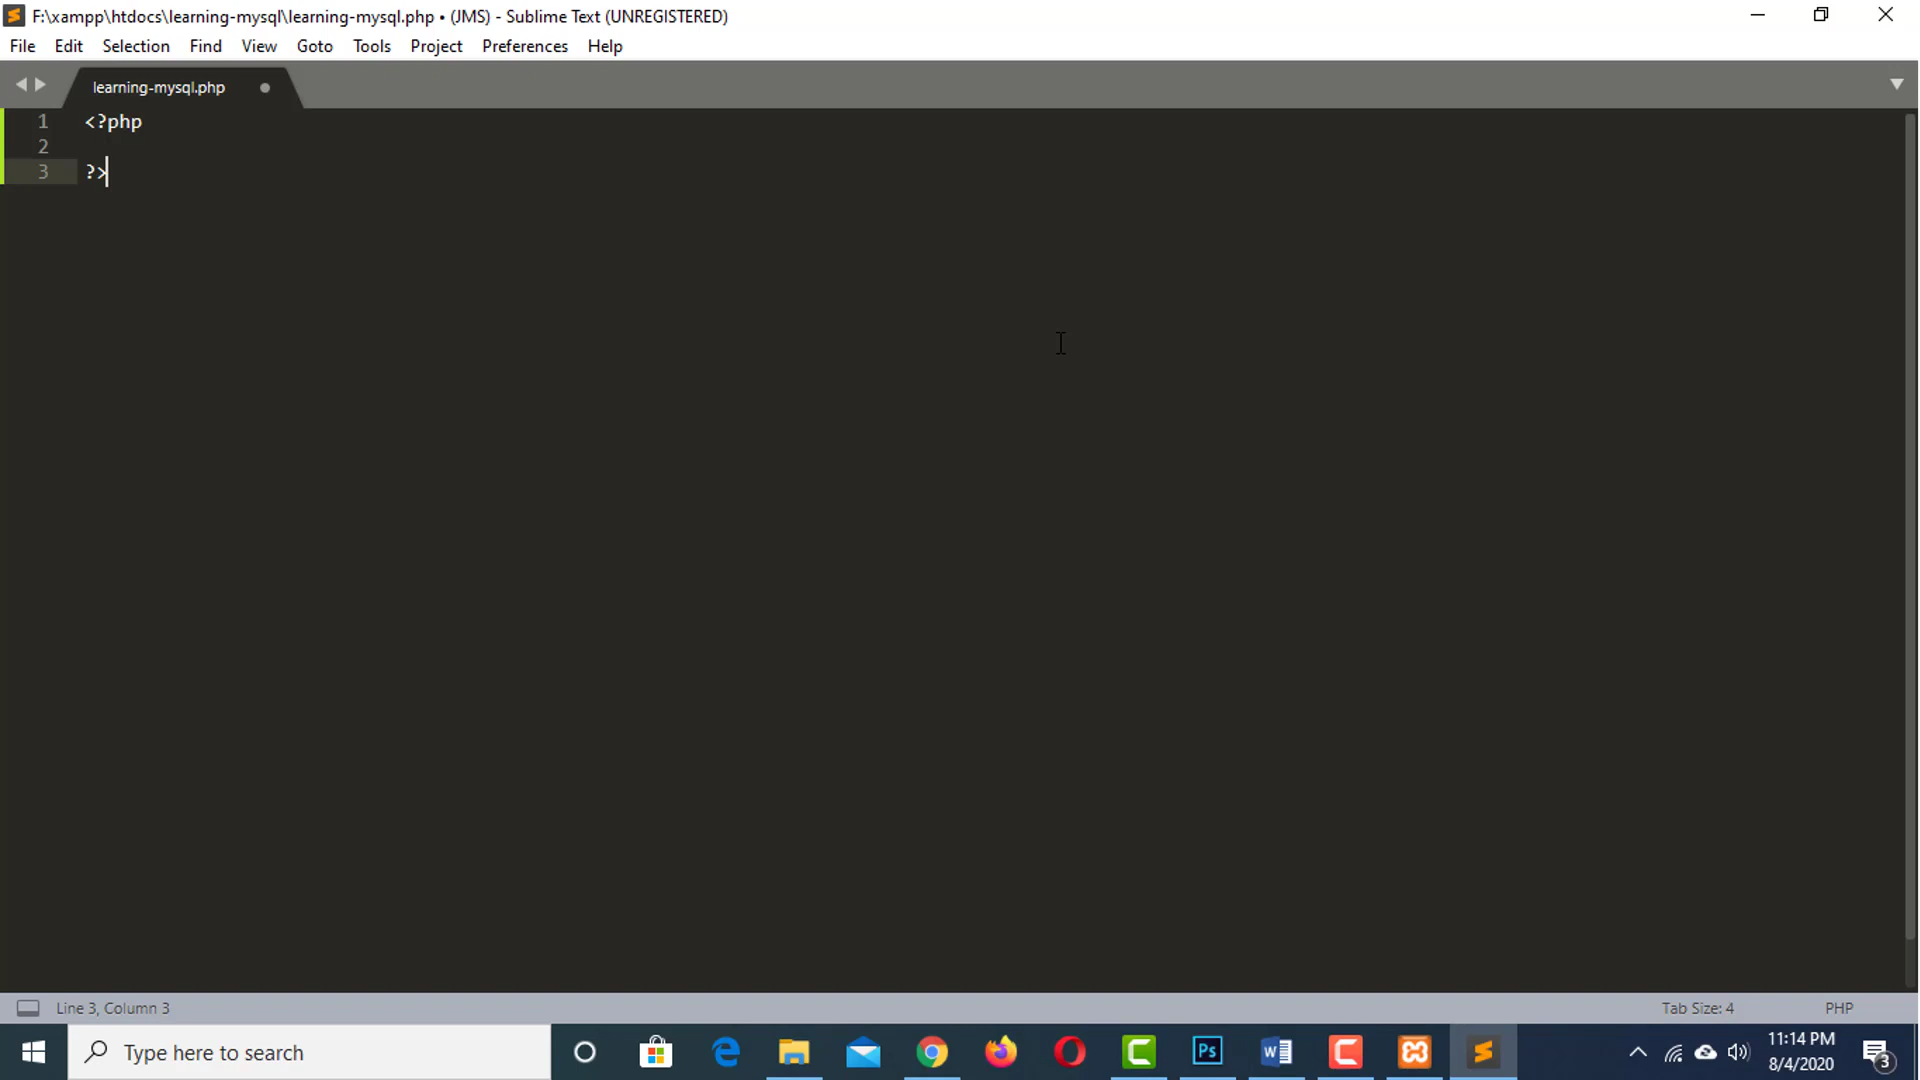 F:\xampp\htdocs\learning-mysql\learning-mysql.php • (JMS) - Sublime Text (UNREGISTERED)
File Edit Selection Find View Goto Tools Project Preferences Help
learning-mysql.php
1 <?php
2
3 ?>
Line 3, Column 3
Tab Size: 4
PHP
Type here to search
Ps
11:14 PM
8/4/2020
3